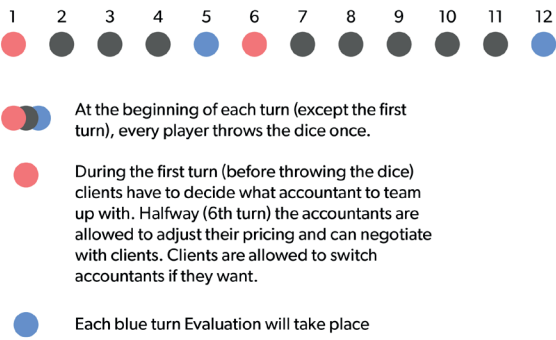 1 2 3 4 5 6 7 8 9 10 11 12
At the beginning of each turn (except the first
turn), every player throws the dice once.
During the first turn (before throwing the dice)
clients have to decide what accountant to team
up with. Halfway (6th turn) the accountants are
allowed to adjust their pricing and can negotiate
with clients. Clients are allowed to switch
accountants if they want.
Each blue turn Evaluation will take place